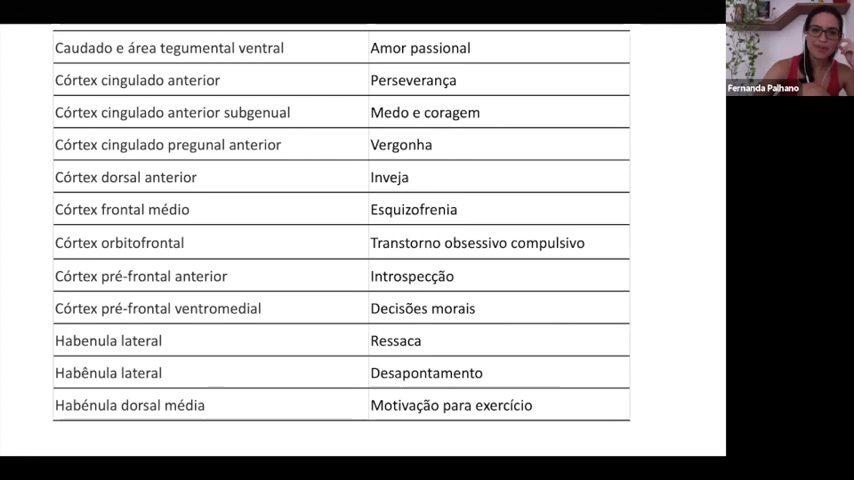 Caudado e área tegumental ventral Amor passional
Córtex cingulado anterior Perseverança
Córtex cingulado anterior subgenual Medo e coragem
Córtex cingulado pregunal anterior Vergonha
Córtex dorsal anterior Inveja
Córtex frontal médio Esquizofrenia
Córtex orbitofrontal Transtorno obsessivo compulsivo
Córtex pré-frontal anterior Introspecção
Córtex pré-frontal ventromedial Decisões morais
Habenula lateral Ressaca
Habênula lateral Desapontamento
Habénula dorsal média Motivação para exercício
Fernanda Palhano